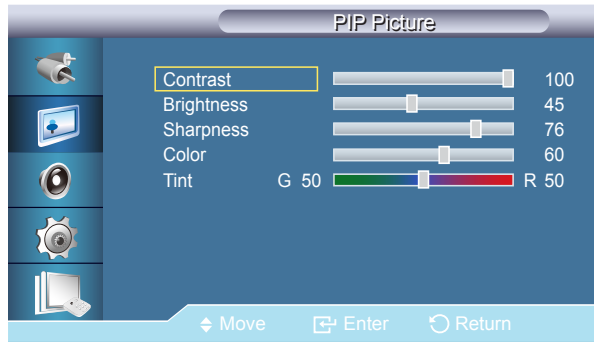 PIP Picture
Contrast 100
Brightness 45
Sharpness 76
Color 60
Tint G 50 R 50
Move Enter Return